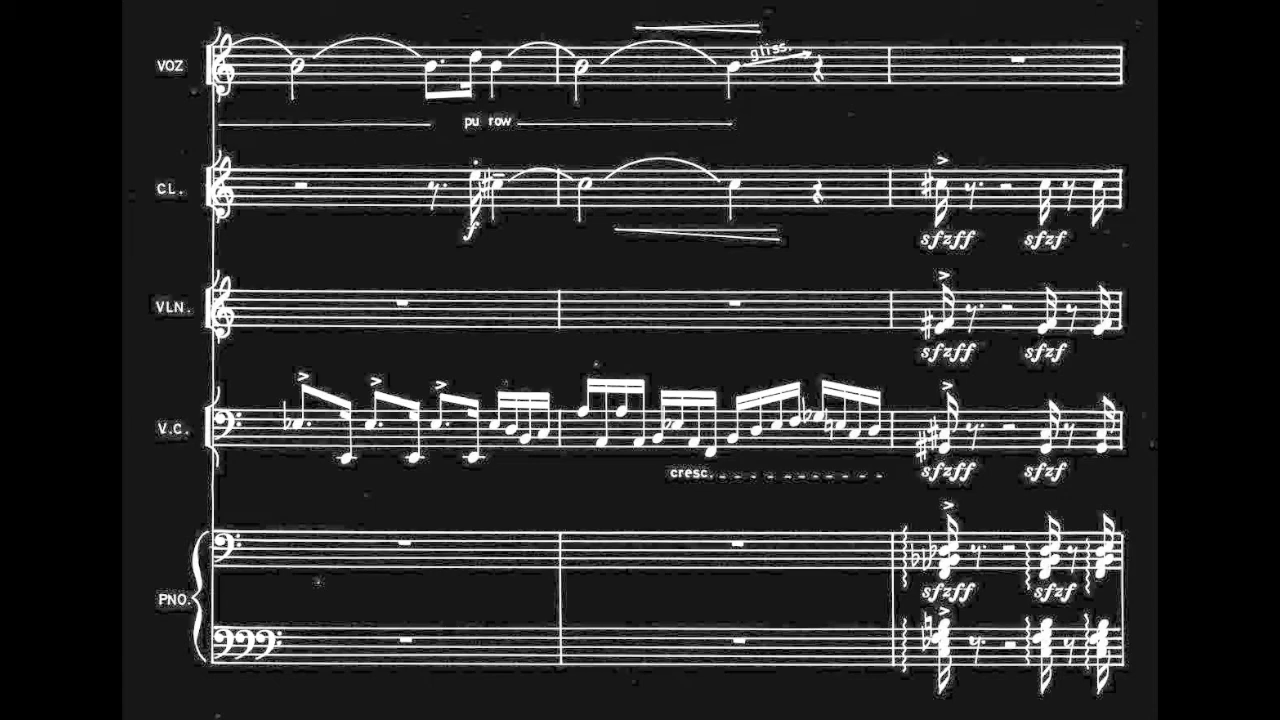 gliss.
VOZ
pu row
CL.
f
sfzff sfzf
VLN.
sfzff sfzf
V.C.
cresc.
sfzff sfzf
sfzff sfzf
PNO.